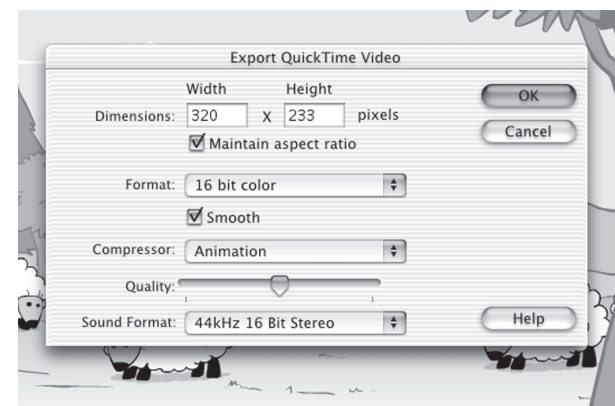 Export QuickTime Video
Width Height
Dimensions: 320 X 233 pixels
Maintain aspect ratio
Format: 16 bit color
Smooth
Compressor: Animation
Quality:
Sound Format: 44kHz 16 Bit Stereo
OK
Cancel
Help